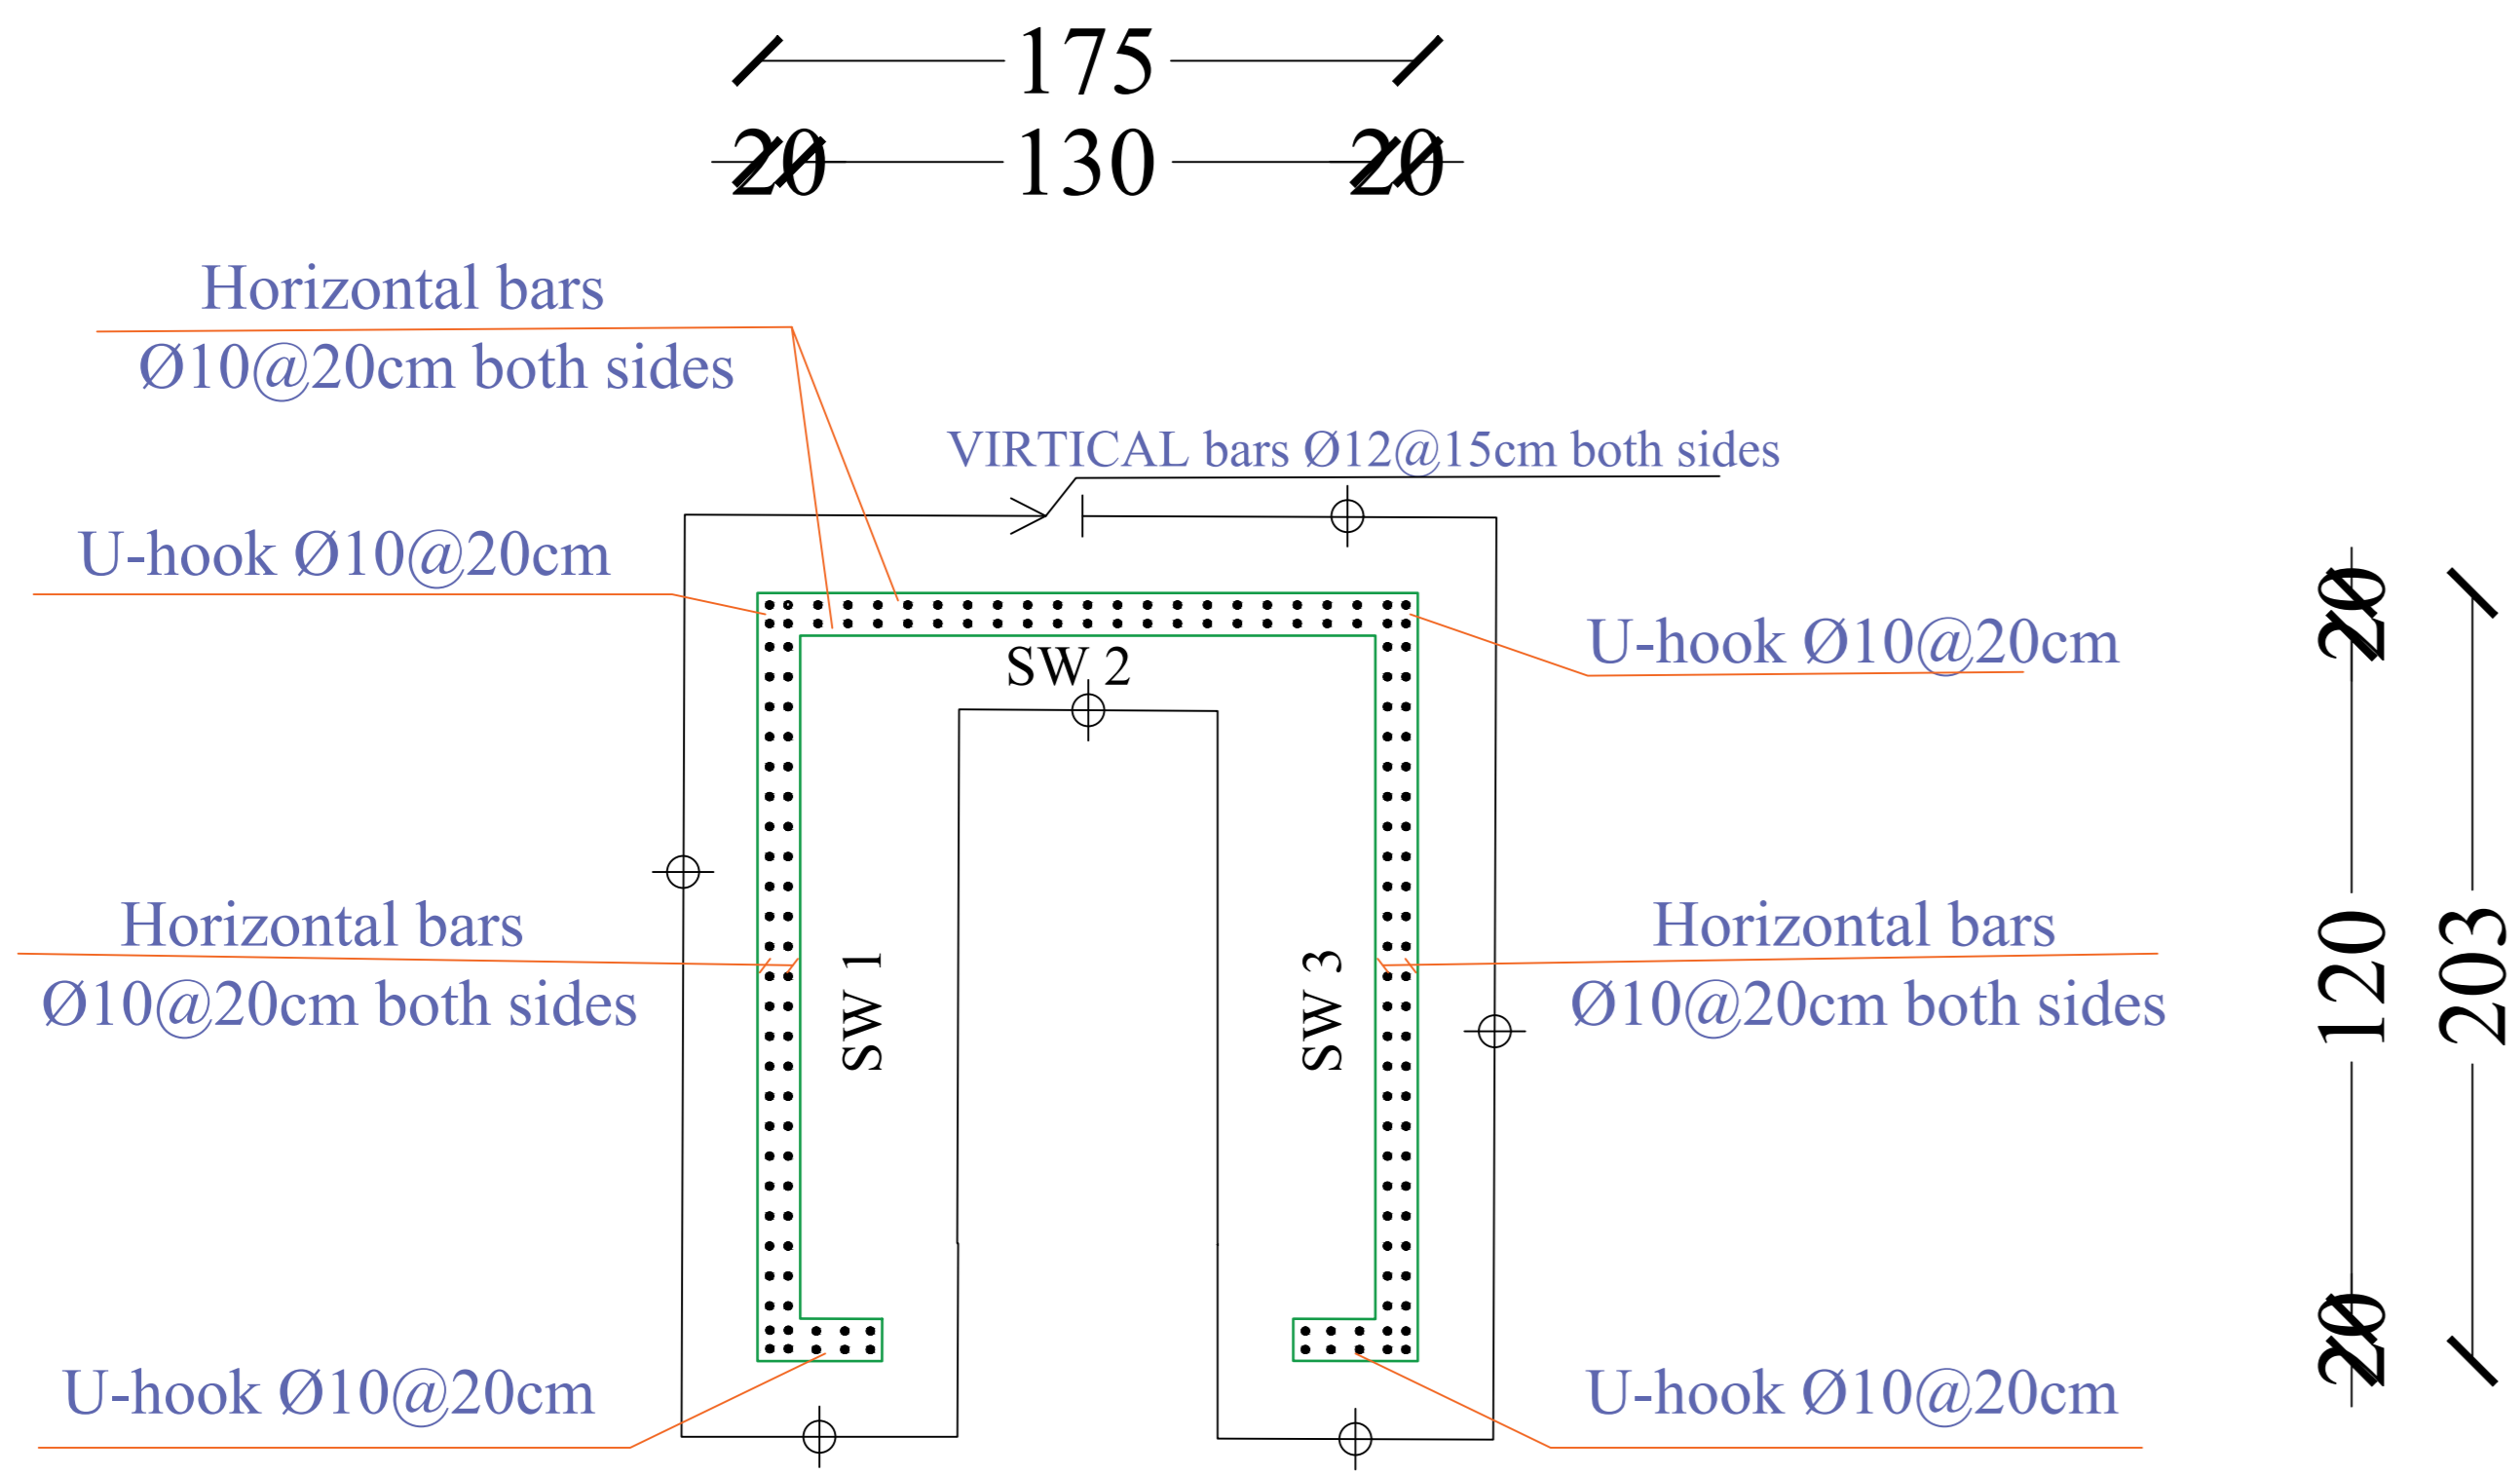 175
20
130
20
Horizontal bars
Ø10@20cm both sides
VIRTICAL bars Ø12@15cm both sides
U-hook Ø10@20cm
U-hook Ø10@20cm
20
SW 2
Horizontal bars
Ø10@20cm both sides
SW 1
SW 3
Horizontal bars
Ø10@20cm both sides
120
203
20
U-hook Ø10@20cm
U-hook Ø10@20cm